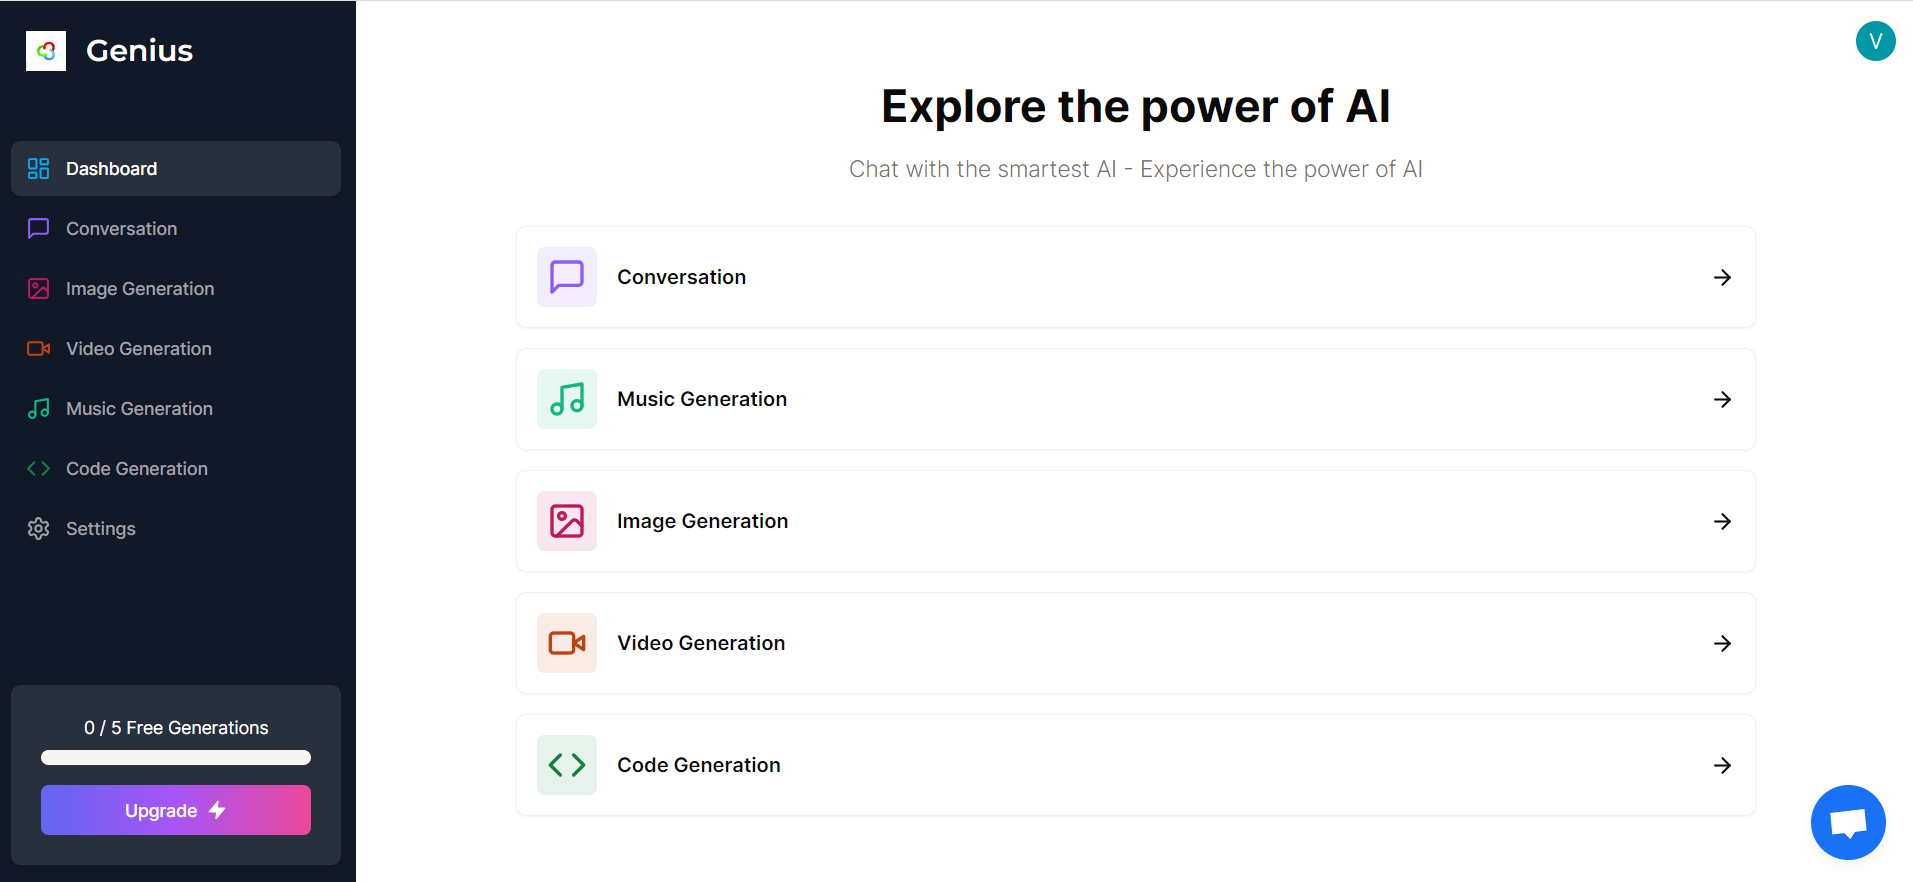 Genius
Dashboard
Conversation
Image Generation
Video Generation
Music Generation
Code Generation
Settings
0 / 5 Free Generations
Upgrade
V
Explore the power of AI
Chat with the smartest AI - Experience the power of AI
Conversation
Music Generation
Image Generation
Video Generation
Code Generation